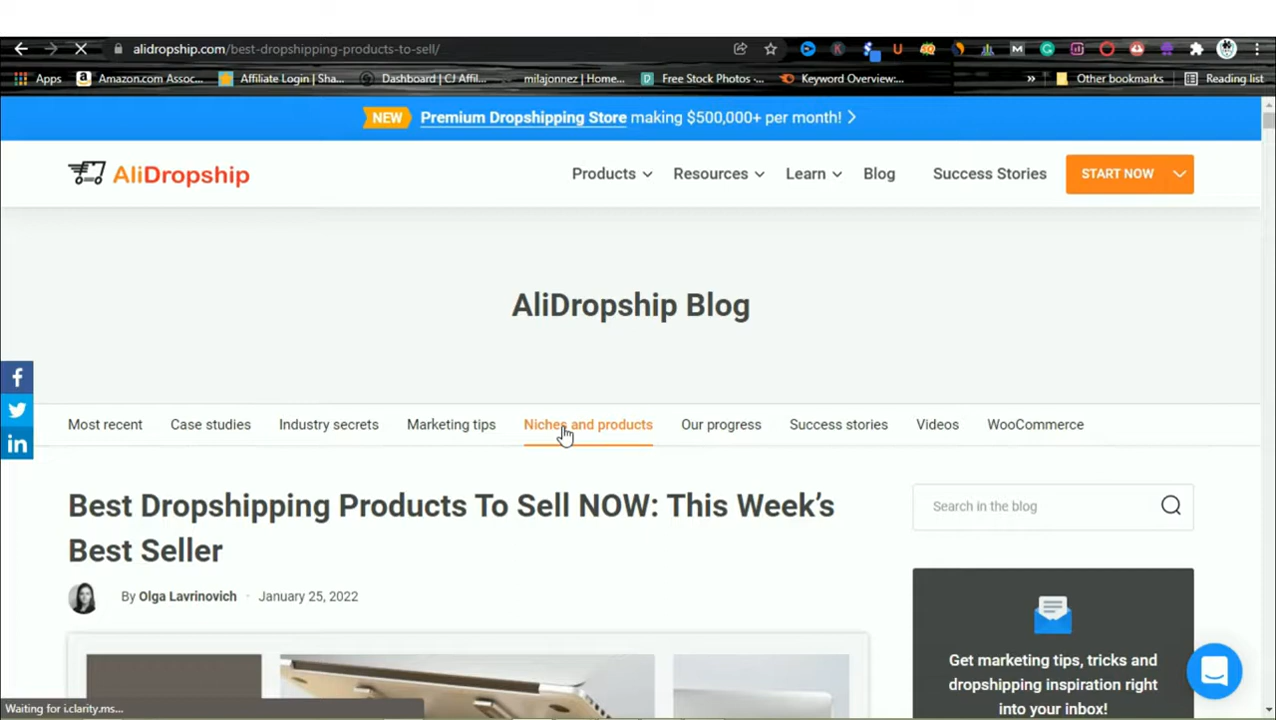 alidropship.com/best-dropshipping-products-to-sell/
Apps
Amazon.com Assoc...
Affiliate Login | Sha...
Dashboard | CJ Affil...
milajonnez | Home...
Free Stock Photos -...
Keyword Overview:...
»
Other bookmarks
Reading list
NEW Premium Dropshipping Store making $500,000+ per month!
AliDropship
Products
Resources
Learn
Blog
Success Stories
START NOW
AliDropship Blog
Most recent
Case studies
Industry secrets
Marketing tips
Niches and products
Our progress
Success stories
Videos
WooCommerce
Best Dropshipping Products To Sell NOW: This Week’s
Best Seller
By Olga Lavrinovich · January 25, 2022
Search in the blog
Get marketing tips, tricks and
dropshipping inspiration right
into your inbox!
Waiting for i.clarity.ms...